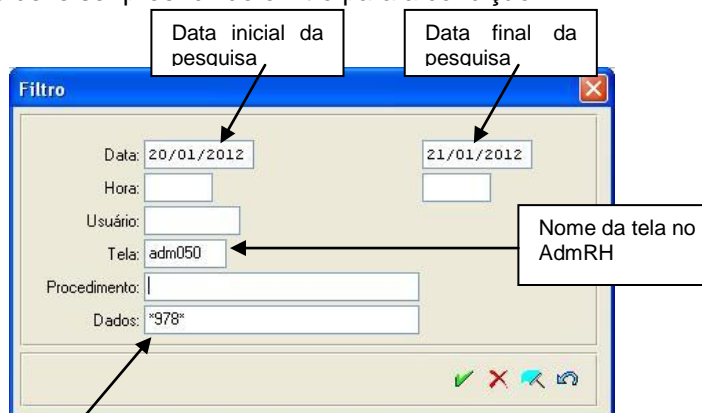 Data inicial da
pesquisa
Data final da
pesquisa
Filtro
Data: 20/01/2012 21/01/2012
Hora:
Usuário:
Tela: adm050
Nome da tela no
AdmRH
Procedimento:
Dados: *978*